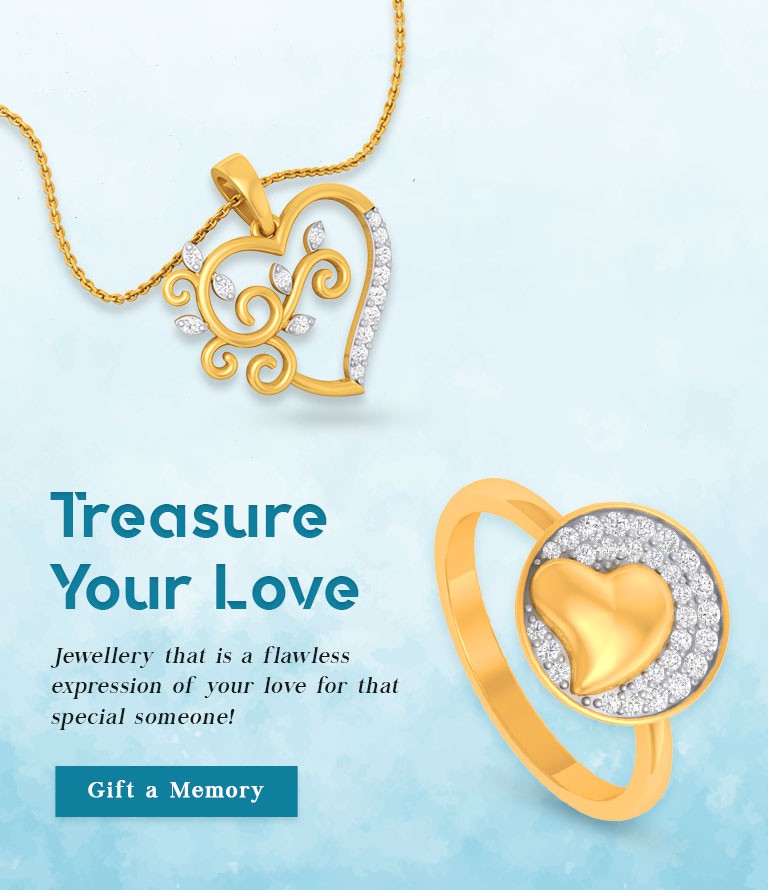 Treasure
Your Love
Jewellery that is a flawless
expression of your love for that
special someone!
Gift a Memory